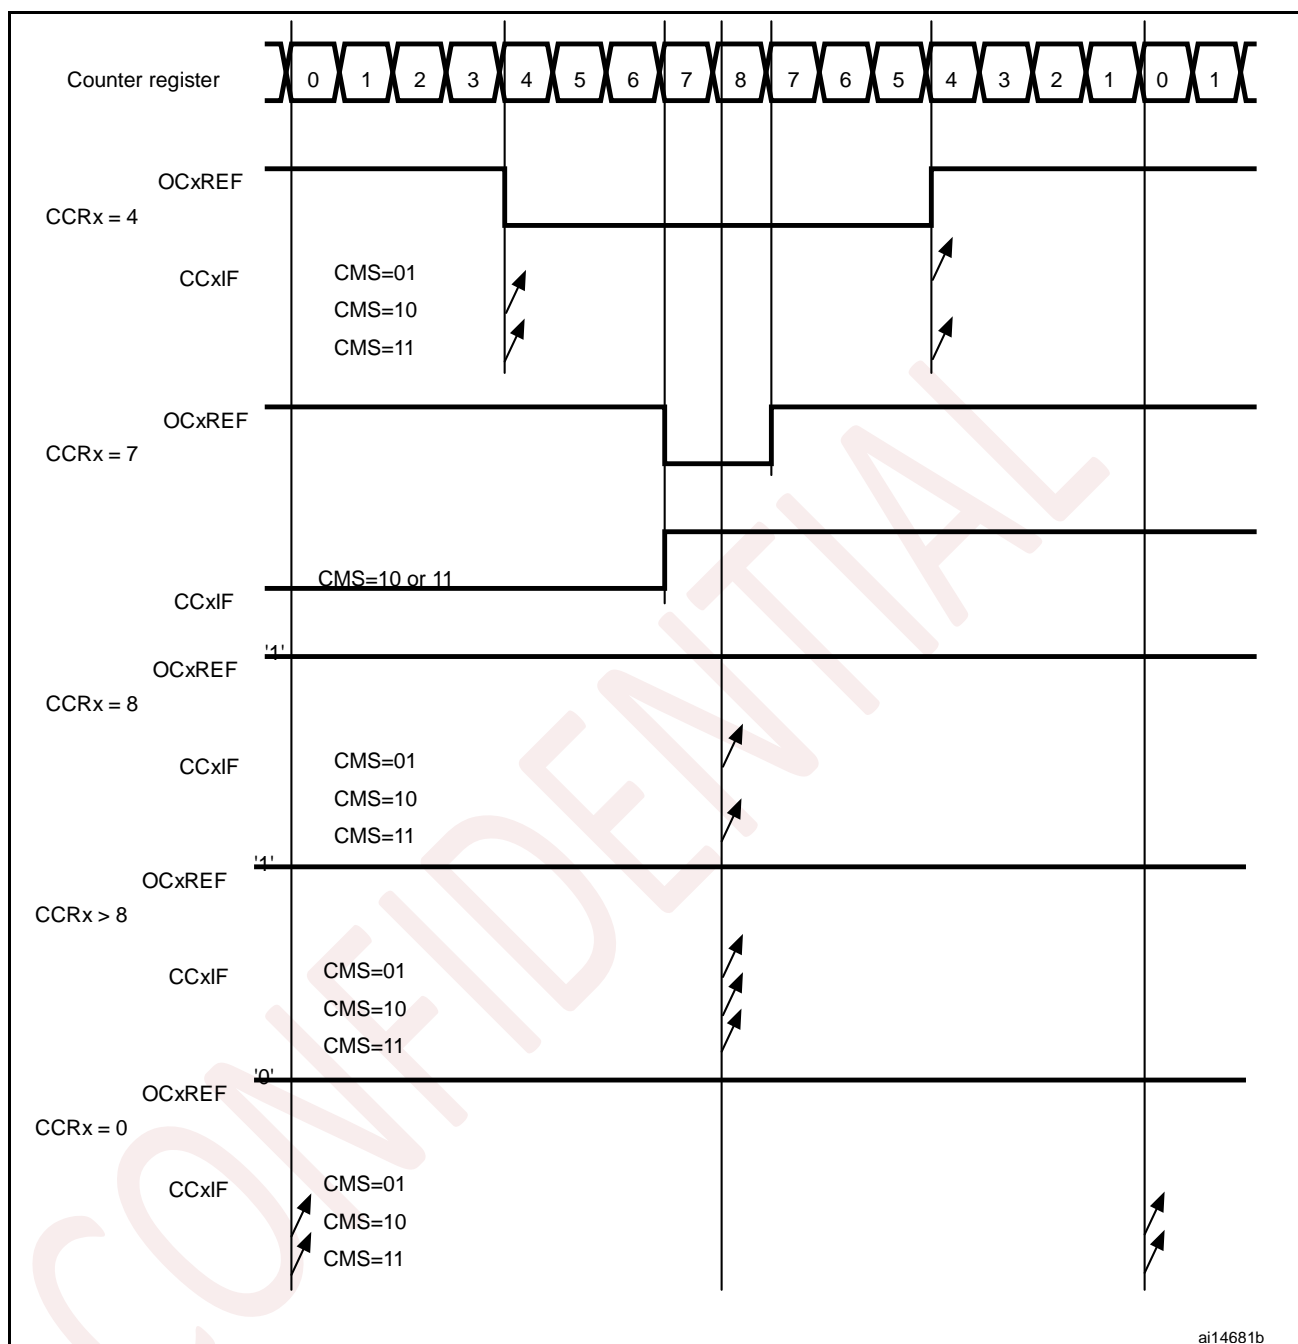 Counter register 0 1 2 3 4 5 6 7 8 7 6 5 4 3 2 1 0 1
OCxREF
CCRx = 4
CCxIF CMS=01
CMS=10
CMS=11
OCxREF
CCRx = 7
CMS=10 or 11
CCxIF
'1'
OCxREF
CCRx = 8
CCxIF CMS=01
CMS=10
CMS=11
'1'
OCxREF
CCRx > 8
CCxIF CMS=01
CMS=10
CMS=11
'0'
OCxREF
CCRx = 0
CCxIF CMS=01
CMS=10
CMS=11
ai14681b
CONFIDENTIAL